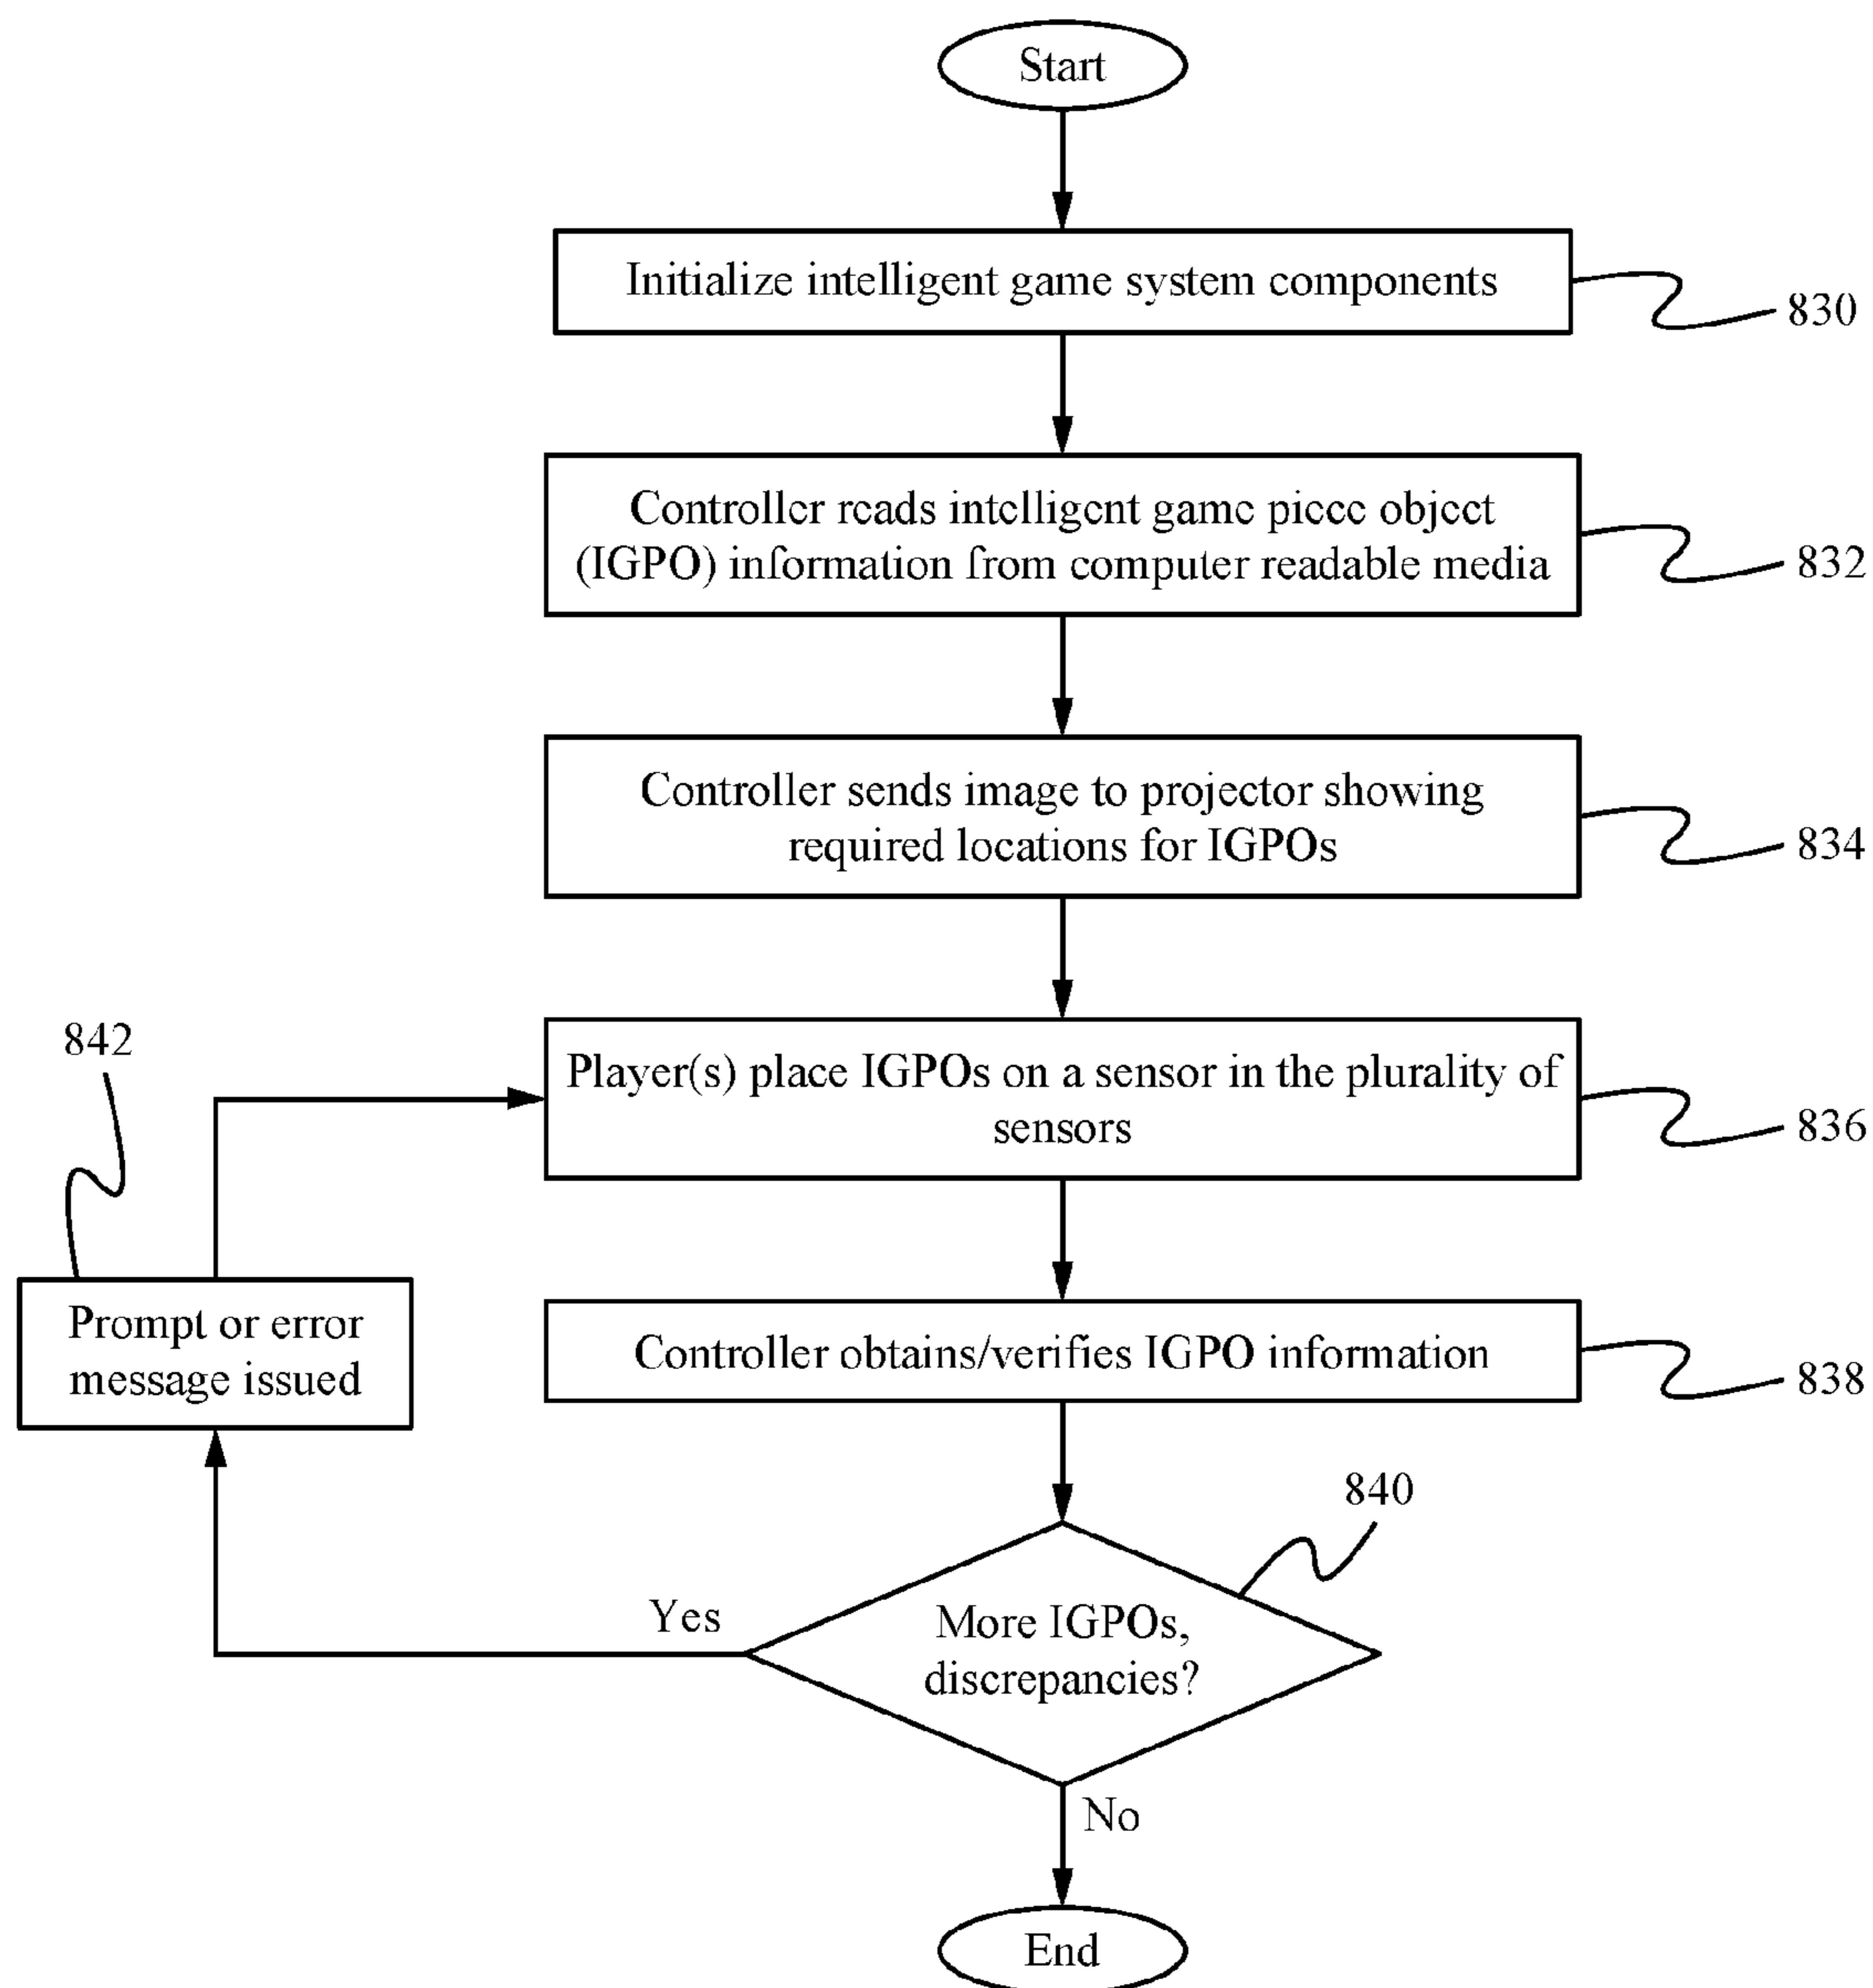 Start
Initialize intelligent game system components
830
Controller reads intelligent game piece object
(IGPO) information from computer readable media
832
Controller sends image to projector showing
required locations for IGPOs
834
842
Player(s) place IGPOs on a sensor in the plurality of
sensors
836
Prompt or error
message issued
Controller obtains/verifies IGPO information
838
840
Yes
More IGPOs,
discrepancies?
No
End